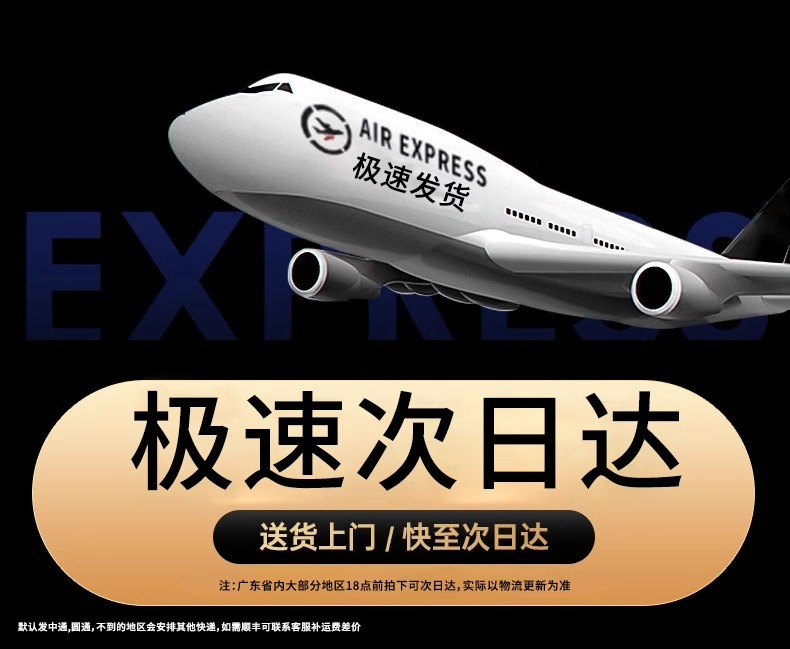 AIR EXPRESS
极速发货
EXPRESS
极速次日达
送货上门 / 快至次日达
注：广东省内大部分地区18点前拍下可次日达，实际以物流更新为准
默认发中通，圆通，不到的地区会安排其他快递，如需顺丰可联系客服补运费差价